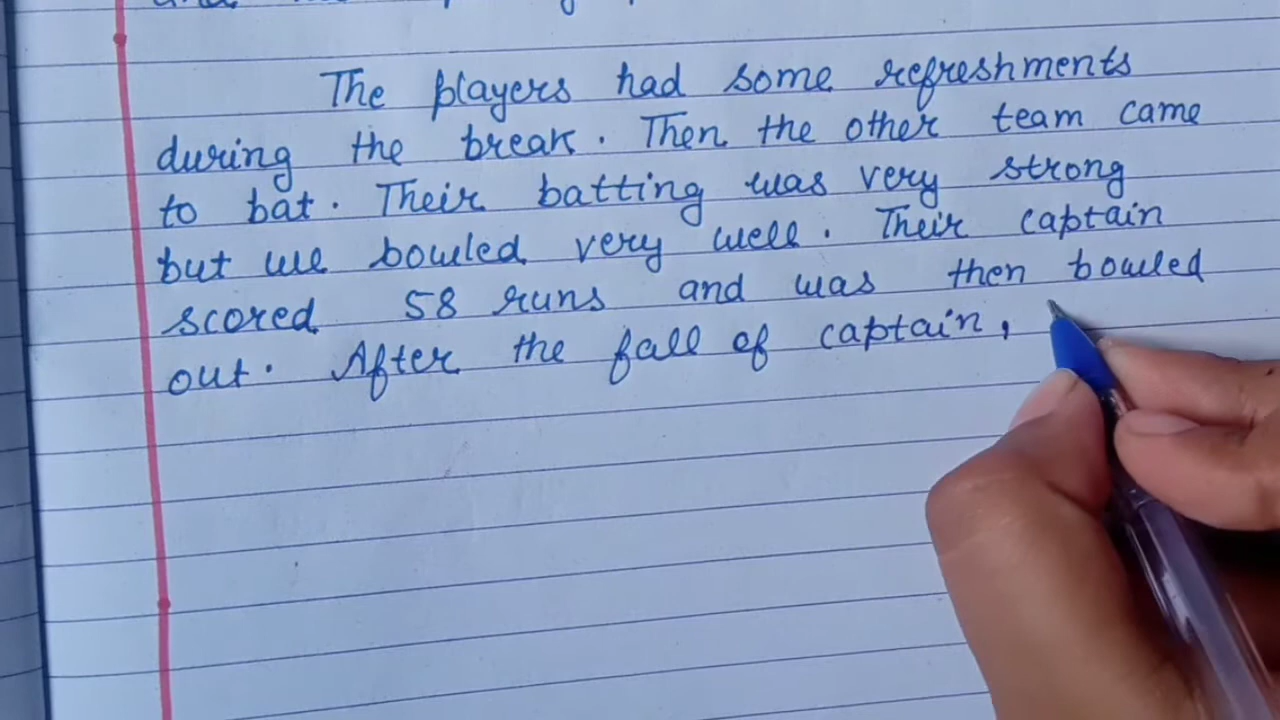 The players had some refreshments
during the break. Then the other team came
to bat. Their batting was very strong
but we bowled very well. Their captain
scored 58 runs and was then bowled
out. After the fall of captain,